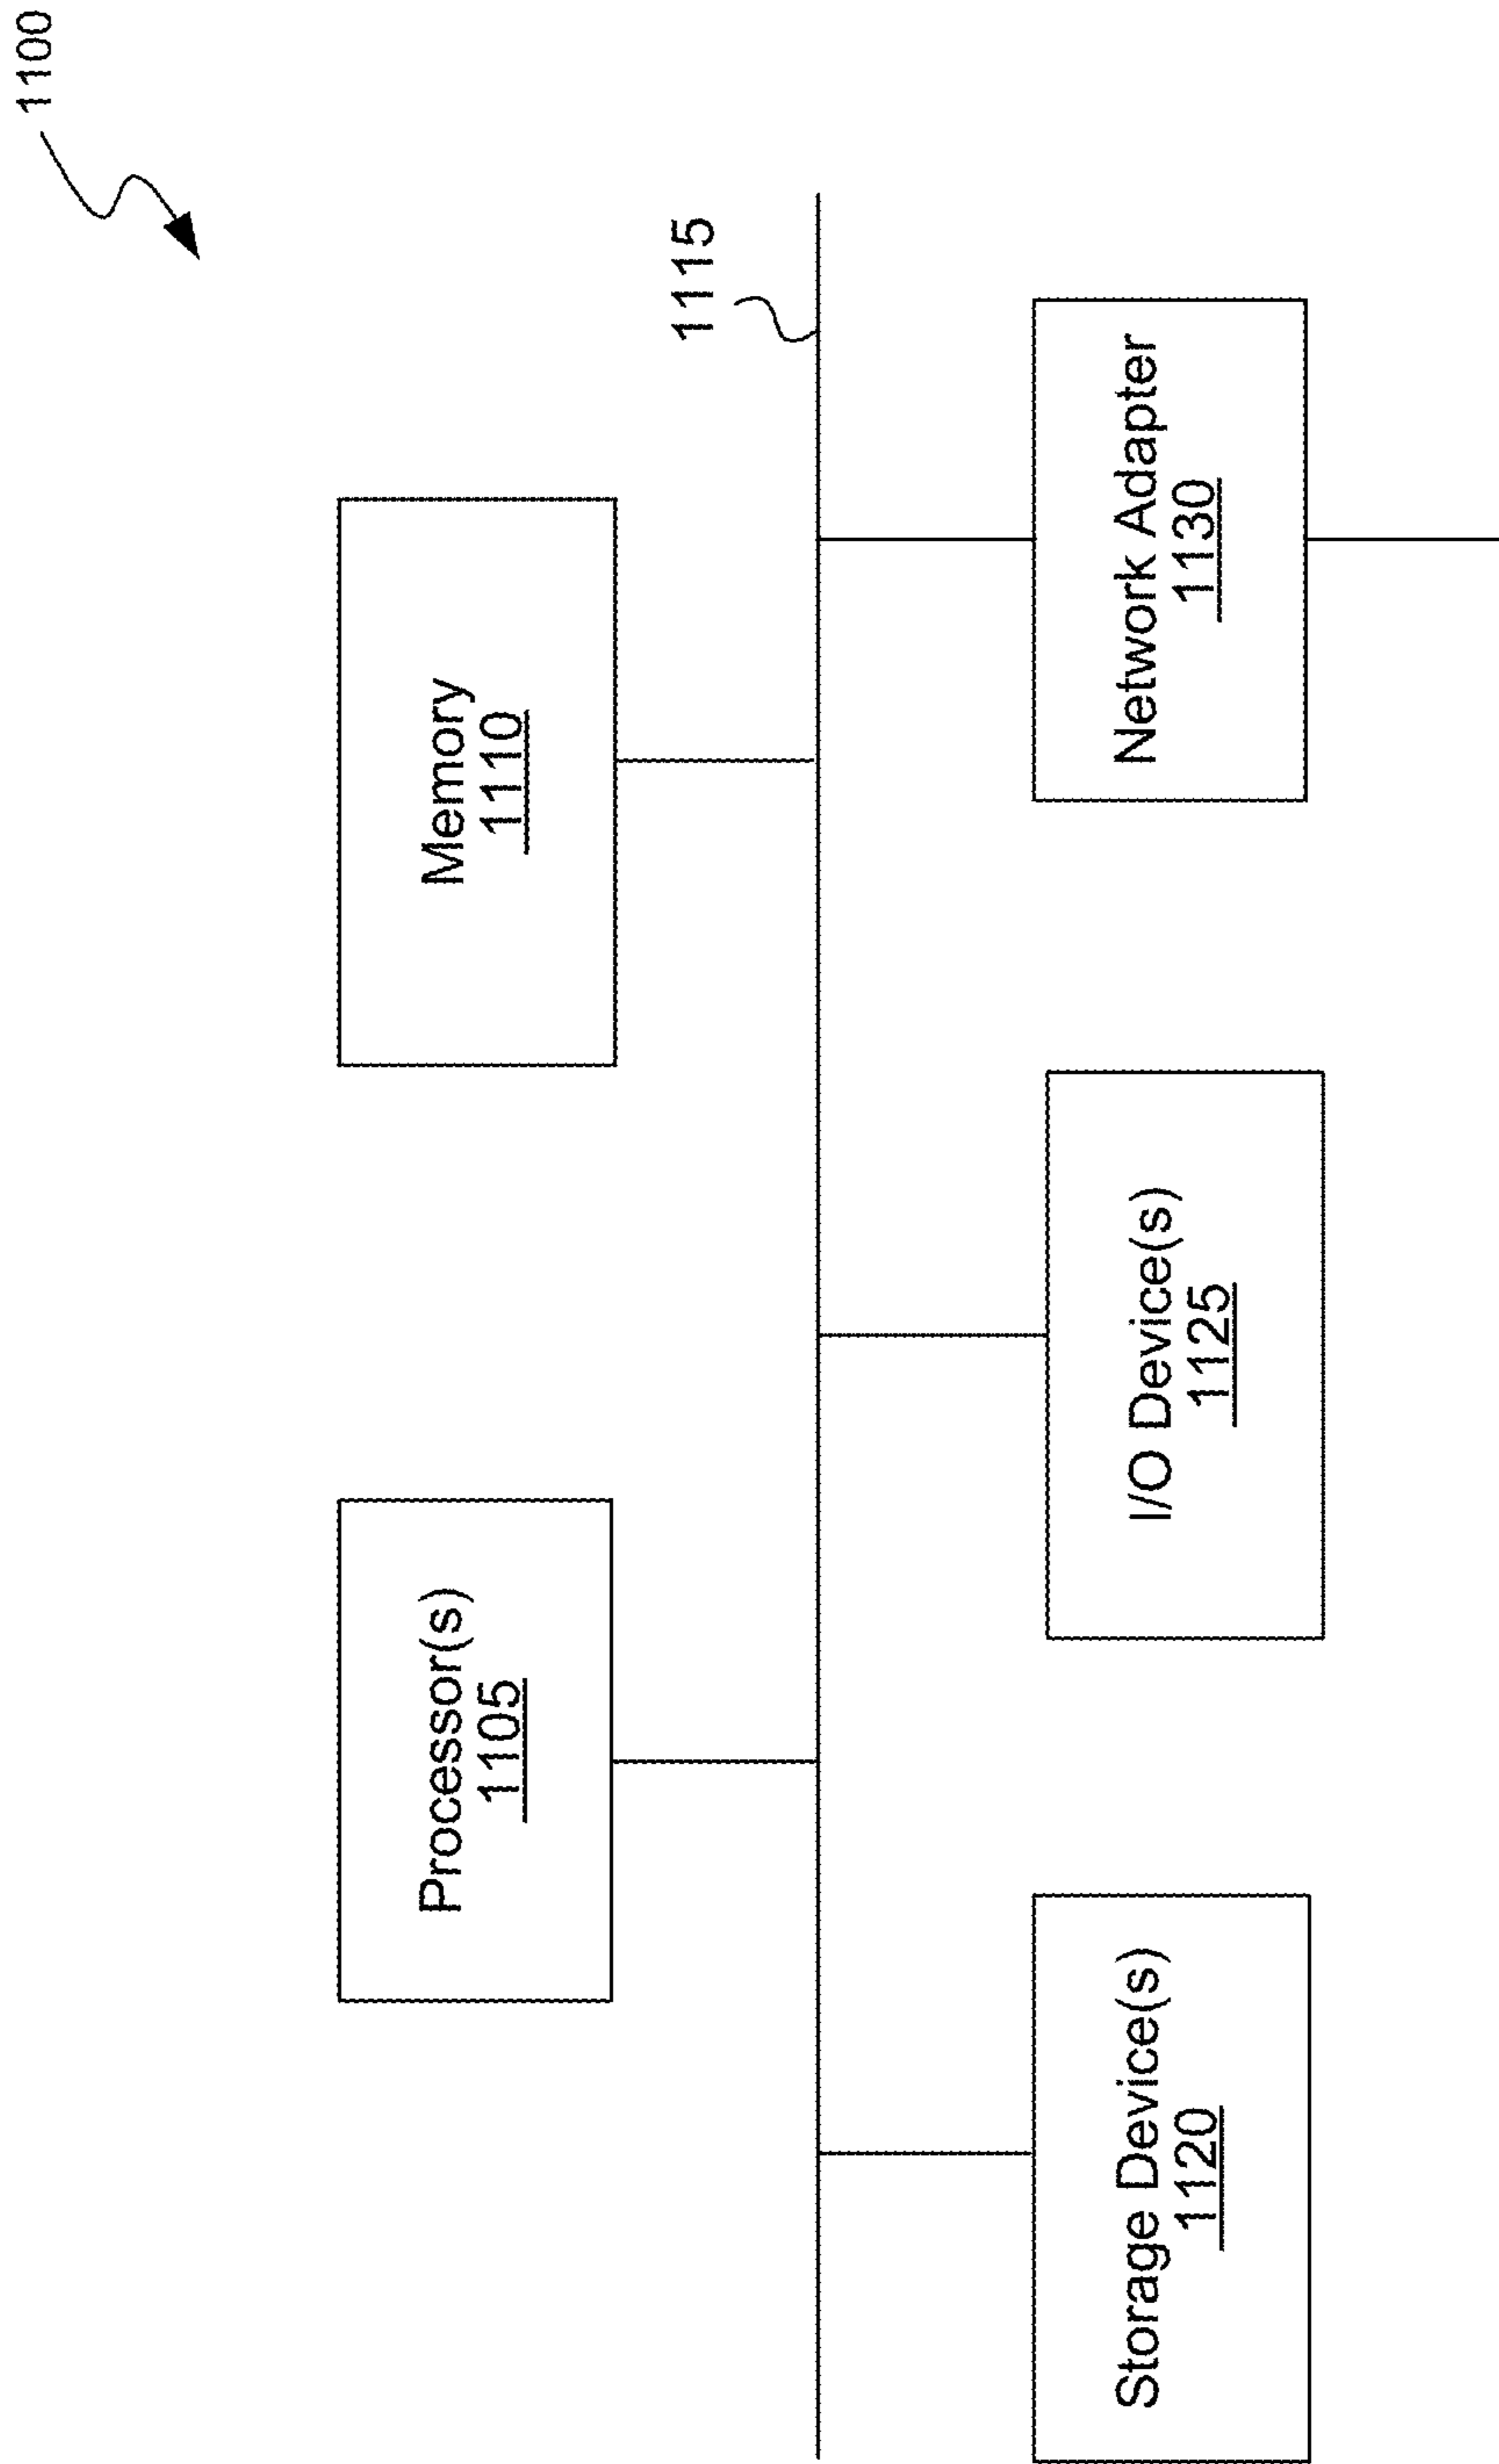 1100
Processor(s)
1105
Memory
1110
1115
Storage Device(s)
1120
I/O Device(s)
1125
Network Adapter
1130